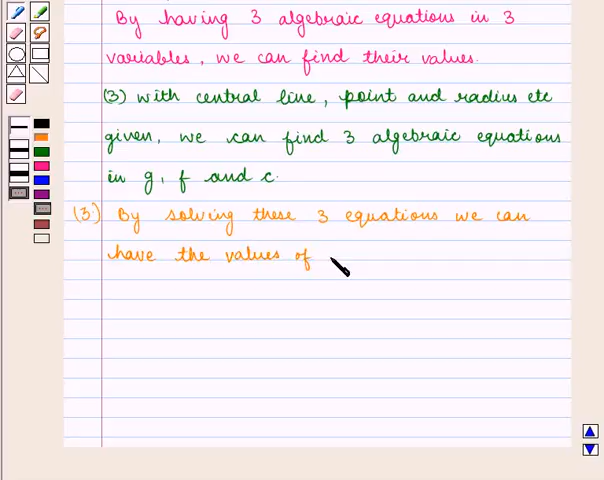 By having 3 algebraic equations in 3
variables, we can find their values.
(3) with central line, point and radius etc
given, we can find 3 algebraic equations
in g, f and c.
(3.) By solving these 3 equations we can
have the values of